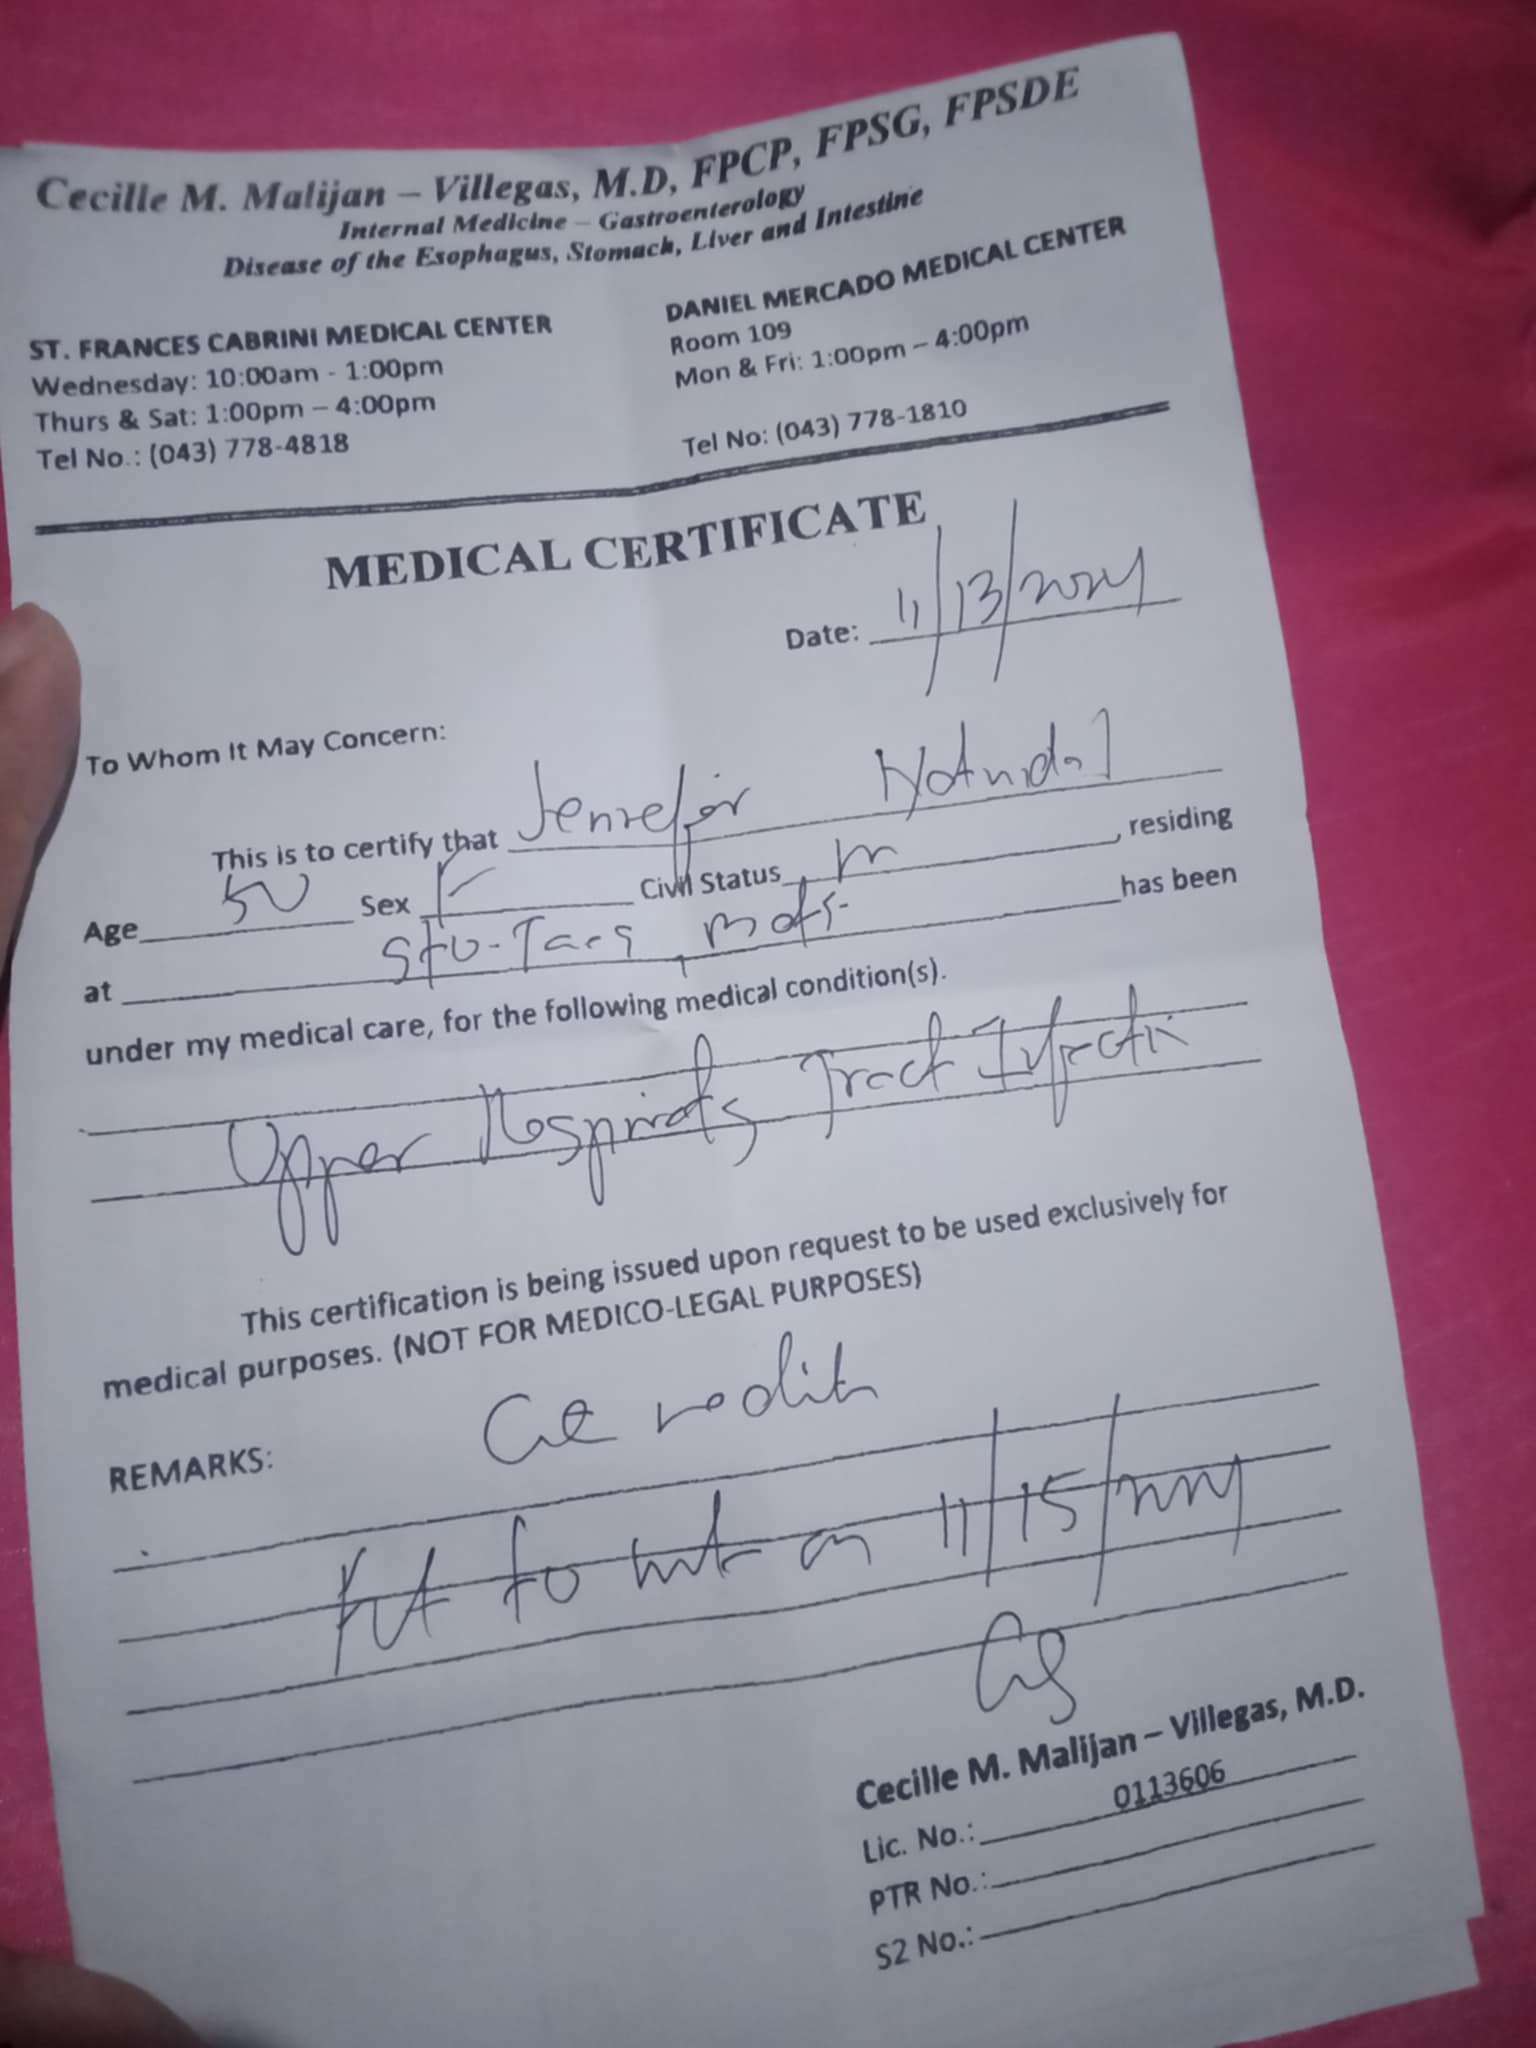 Cecille M. Malijan – Villegas, M.D, FPCP, FPSG, FPSDE
Internal Medicine – Gastroenterology
Disease of the Esophagus, Stomach, Liver and Intestine
ST. FRANCES CABRINI MEDICAL CENTER
Wednesday: 10:00am - 1:00pm
Thurs & Sat: 1:00pm – 4:00pm
Tel No.: (043) 778-4818
DANIEL MERCADO MEDICAL CENTER
Room 109
Mon & Fri: 1:00pm – 4:00pm
Tel No: (043) 778-1810
MEDICAL CERTIFICATE
Date: 11/13/2024
To Whom It May Concern:
This is to certify that
Age 50 Sex F Civil Status m, residing
at Sto-Tas has been
under my medical care, for the following medical condition(s).
Upper Respiratory Tract Infection
This certification is being issued upon request to be used exclusively for
medical purposes. (NOT FOR MEDICO-LEGAL PURPOSES)
REMARKS:
Fit to work on 11/15/2024
Cecille M. Malijan – Villegas, M.D.
Lic. No.: 0113606
PTR No.:
S2 No.: